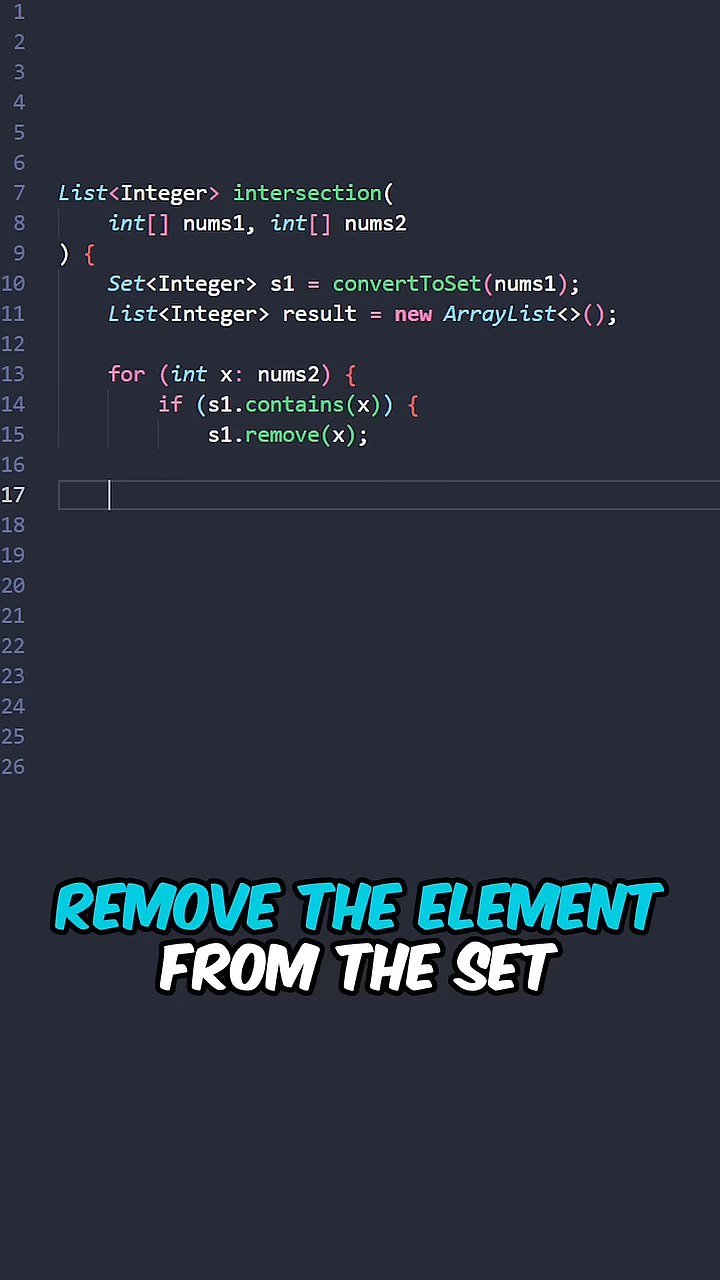 1
2
3
4
5
6
7 List<Integer> intersection(
8 int[] nums1, int[] nums2
9 ) {
10 Set<Integer> s1 = convertToSet(nums1);
11 List<Integer> result = new ArrayList<>();
12
13 for (int x: nums2) {
14 if (s1.contains(x)) {
15 s1.remove(x);
16
17
18
19
20
21
22
23
24
25
26
REMOVE THE ELEMENT
FROM THE SET